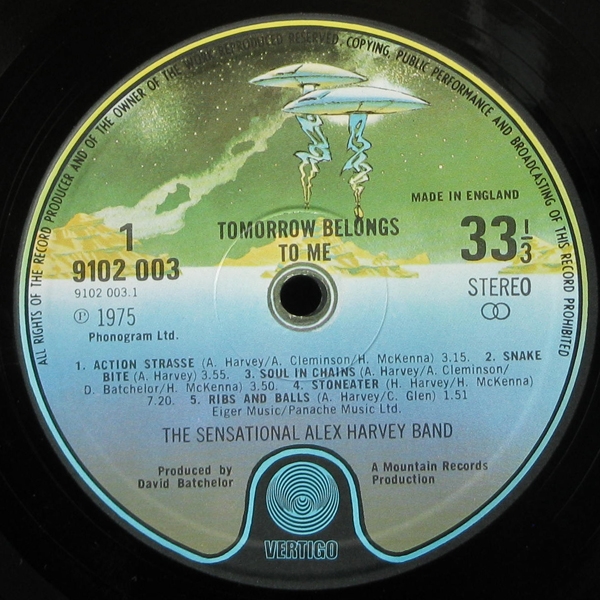 ALL RIGHTS OF THE RECORD PRODUCER AND OF THE OWNER OF THE WORK REPRODUCED RESERVED. COPYING, PUBLIC PERFORMANCE AND BROADCASTING OF THIS RECORD PROHIBITED
MADE IN ENGLAND
1
TOMORROW BELONGS
TO ME
33⅓
9102 003
9102 003.1
STEREO
Ⓟ 1975
Phonogram Ltd.
1. ACTION STRASSE (A. Harvey/A. Cleminson/H. McKenna) 3.15. 2. SNAKE
BITE (A. Harvey) 3.55. 3. SOUL IN CHAINS (A. Harvey/A. Cleminson/
D. Batchelor/H. McKenna) 3.50. 4. STONEATER (H. Harvey/H. McKenna)
7.20. 5. RIBS AND BALLS (A. Harvey/C. Glen) 1.51
Eiger Music/Panache Music Ltd.
THE SENSATIONAL ALEX HARVEY BAND
Produced by
David Batchelor
A Mountain Records
Production
VERTIGO